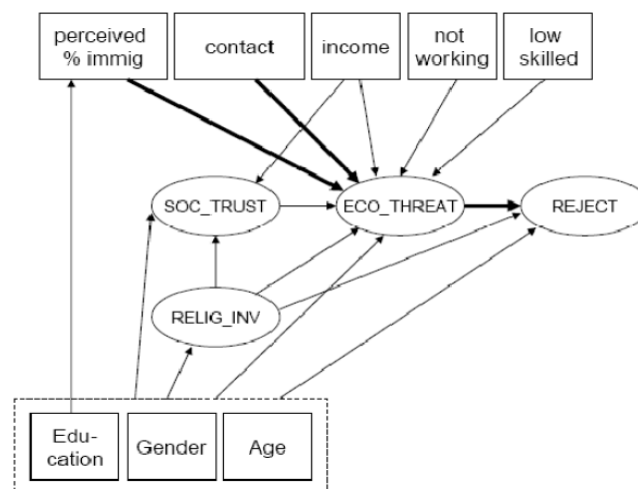 perceived
% immig
contact
income
not
working
low
skilled
SOC_TRUST
ECO_THREAT
REJECT
RELIG_INV
Edu-
cation
Gender
Age